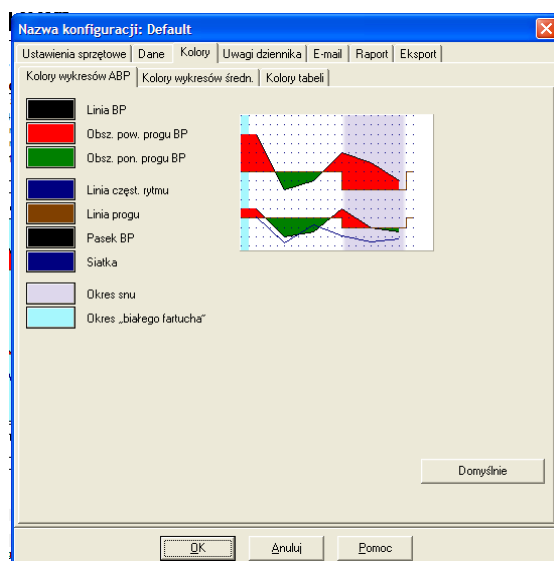 Nazwa konfiguracji: Default
Ustawienia sprzętowe Dane Kolory Uwagi dziennika E-mail Raport Eksport
Kolory wykresów ABP Kolory wykresów średn. Kolory tabeli
Linia BP
Obsz. pow. progu BP
Obsz. pon. progu BP
Linia częst. rytmu
Linia progu
Pasek BP
Siatka
Okres snu
Okres „białego fartucha"
Domyślnie
OK Anuluj Pomoc